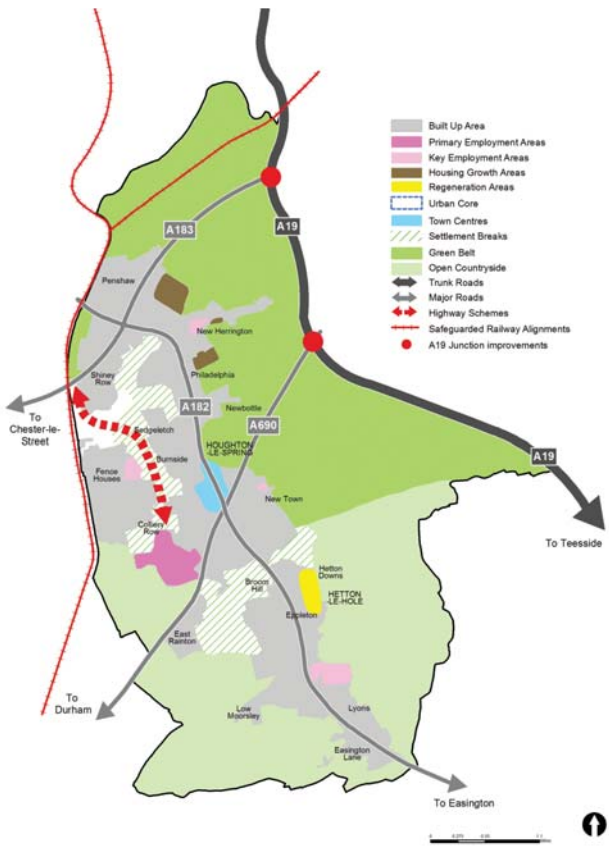 Built Up Area
Primary Employment Areas
Key Employment Areas
Housing Growth Areas
Regeneration Areas
Urban Core
Town Centres
Settlement Breaks
Green Belt
Open Countryside
Trunk Roads
Major Roads
Highway Schemes
Safeguarded Railway Alignments
A19 Junction improvements
A183
A19
Penshaw
New Herrington
Philadelphia
Shiney
Row
A182
Newbottle
To
Chester-le-
Street
Sedgeletch
A690
HOUGHTON
-LE-SPRING
Burnside
A19
Fence
Houses
New Town
Colliery
Row
To Teesside
Hetton
Downs
Broom
Hill
HETTON
-LE-HOLE
Eppleton
East
Rainton
To
Durham
Low
Moorsley
Lyons
Easington
Lane
To Easington